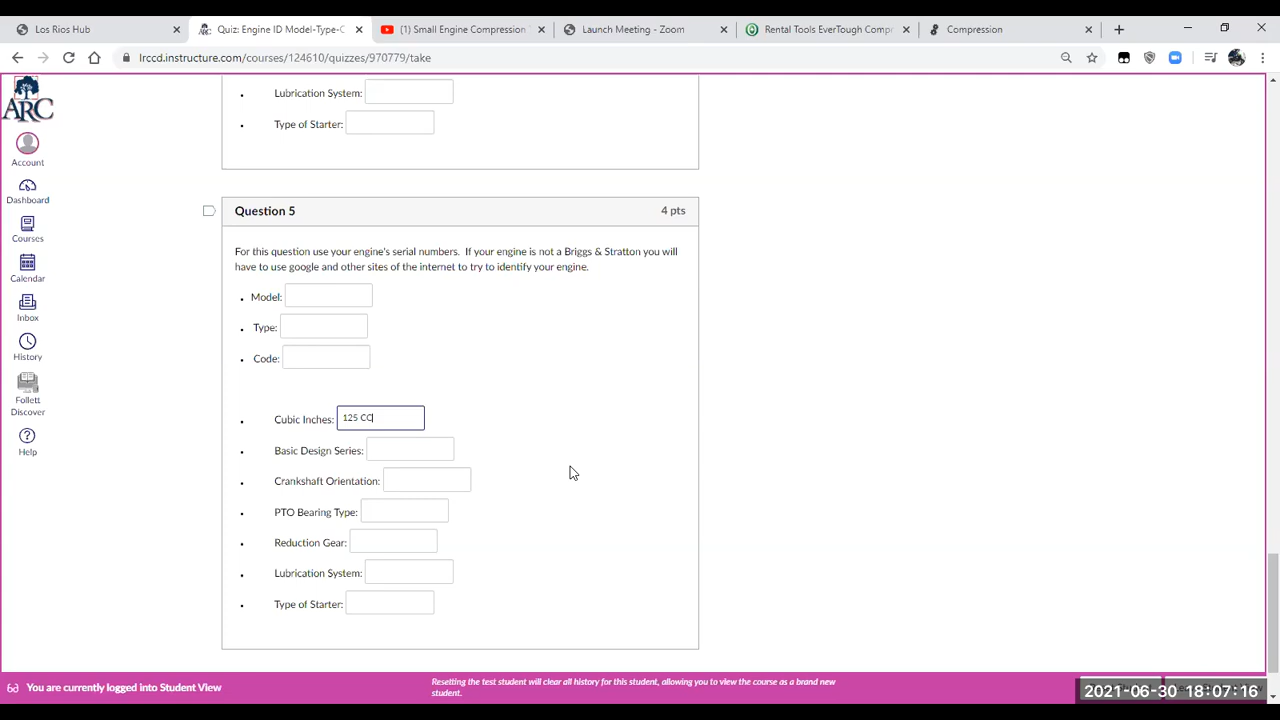 Los Rios Hub
Quiz: Engine ID Model-Type-C
(1) Small Engine Compression
Launch Meeting - Zoom
Rental Tools EverTough Comp
Compression
lrccd.instructure.com/courses/124610/quizzes/970779/take
ARC
Account
Dashboard
Courses
Calendar
Inbox
History
Follett
Discover
Help
Lubrication System:
Type of Starter:
Question 5
4 pts
For this question use your engine's serial numbers. If your engine is not a Briggs & Stratton you will
have to use google and other sites of the internet to try to identify your engine.
Model:
Type:
Code:
Cubic Inches: 125 CC
Basic Design Series:
Crankshaft Orientation:
PTO Bearing Type:
Reduction Gear:
Lubrication System:
Type of Starter:
You are currently logged into Student View
Resetting the test student will clear all history for this student, allowing you to view the course as a brand new
student.
2021-06-30 18:07:16